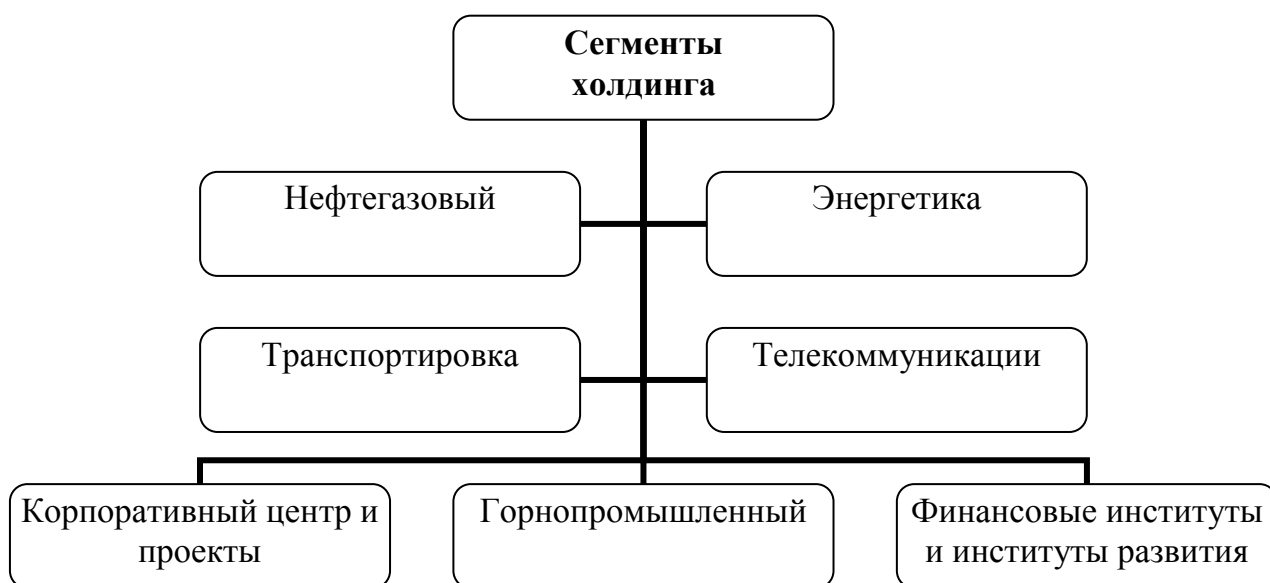 Сегменты
холдинга
Нефтегазовый
Энергетика
Транспортировка
Телекоммуникации
Корпоративный центр и
проекты
Горнопромышленный
Финансовые институты
и институты развития